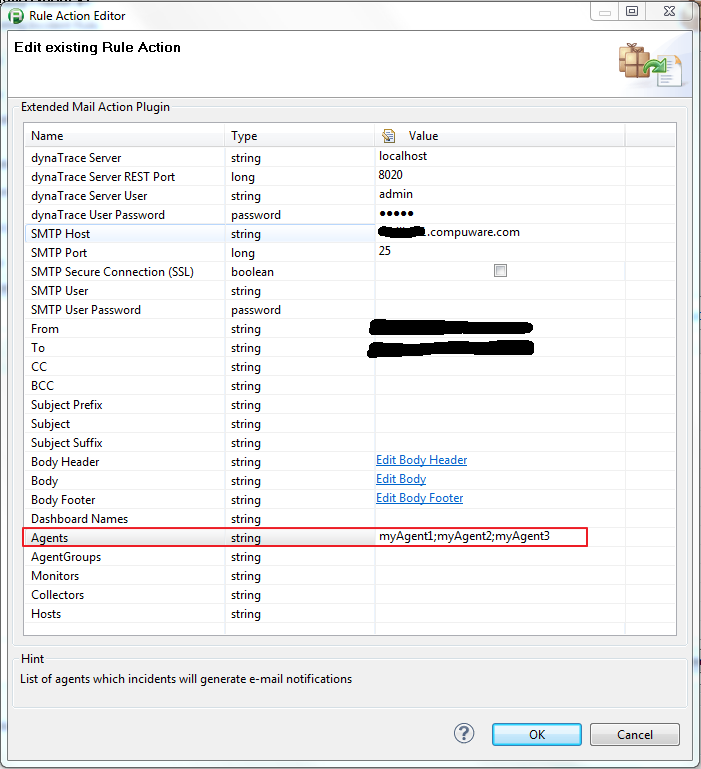 Rule Action Editor
Edit existing Rule Action
Extended Mail Action Plugin
Name Type Value
dynaTrace Server string localhost
dynaTrace Server REST Port long 8020
dynaTrace Server User string admin
dynaTrace User Password password •••••
SMTP Host string .compuware.com
SMTP Port long 25
SMTP Secure Connection (SSL) boolean
SMTP User string
SMTP User Password password
From string
To string
CC string
BCC string
Subject Prefix string
Subject string
Subject Suffix string
Body Header string Edit Body Header
Body string Edit Body
Body Footer string Edit Body Footer
Dashboard Names string
Agents string myAgent1;myAgent2;myAgent3
AgentGroups string
Monitors string
Collectors string
Hosts string
Hint
List of agents which incidents will generate e-mail notifications
? OK Cancel